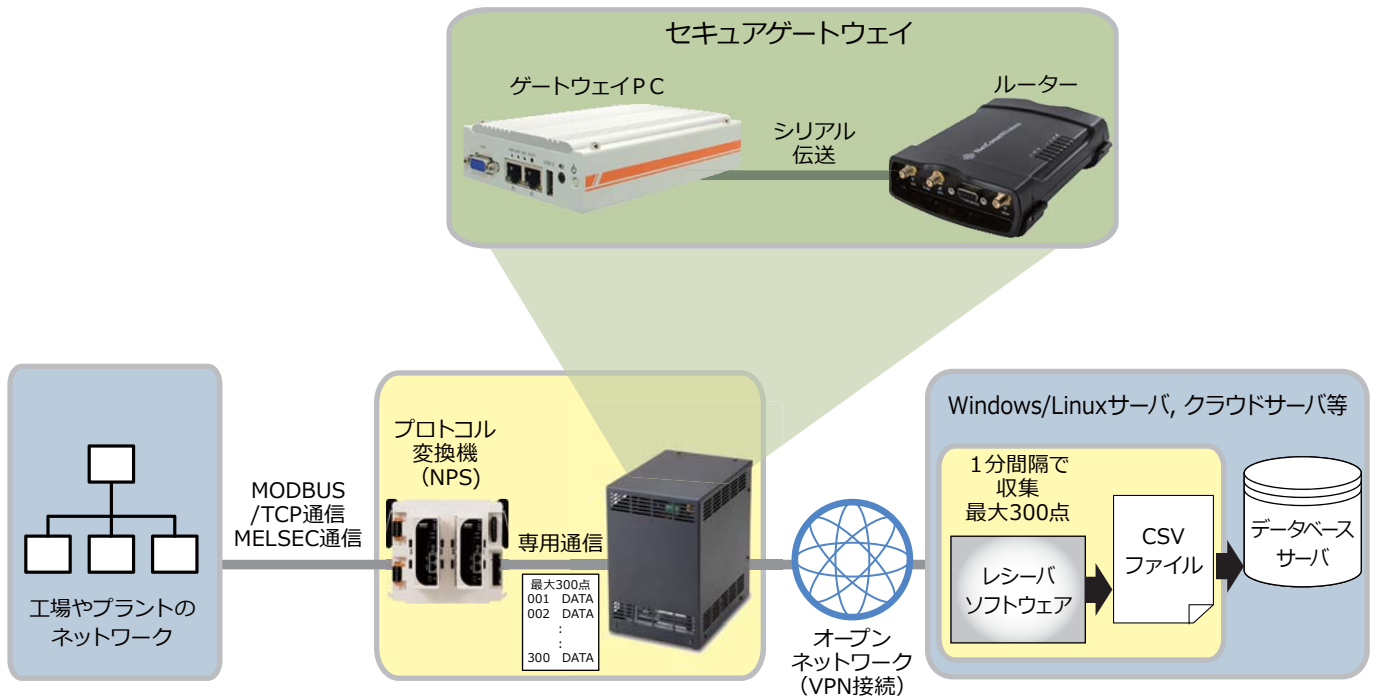 セキュアゲートウェイ
ゲートウェイPC
ルーター
シリアル
伝送
NetCommWireless
工場やプラントの
ネットワーク
MODBUS
/TCP通信
MELSEC通信
プロトコル
変換機
（NPS）
専用通信
最大300点
001 DATA
002 DATA
:
:
300 DATA
オープン
ネットワーク
（VPN接続）
Windows/Linuxサーバ, クラウドサーバ等
1分間隔で
収集
最大300点
レシーバ
ソフトウェア
CSV
ファイル
データベース
サーバ